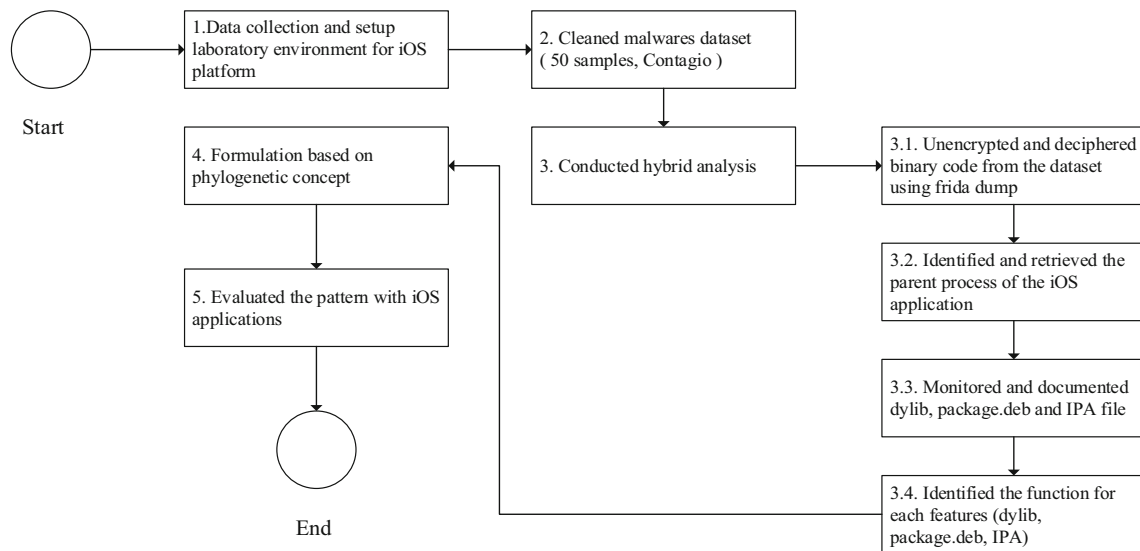 Start
1.Data collection and setup
laboratory environment for iOS
platform
2. Cleaned malwares dataset
( 50 samples, Contagio )
3. Conducted hybrid analysis
3.1. Unencrypted and deciphered
binary code from the dataset
using frida dump
3.2. Identified and retrieved the
parent process of the iOS
application
3.3. Monitored and documented
dylib, package.deb and IPA file
3.4. Identified the function for
each features (dylib,
package.deb, IPA)
4. Formulation based on
phylogenetic concept
5. Evaluated the pattern with iOS
applications
End